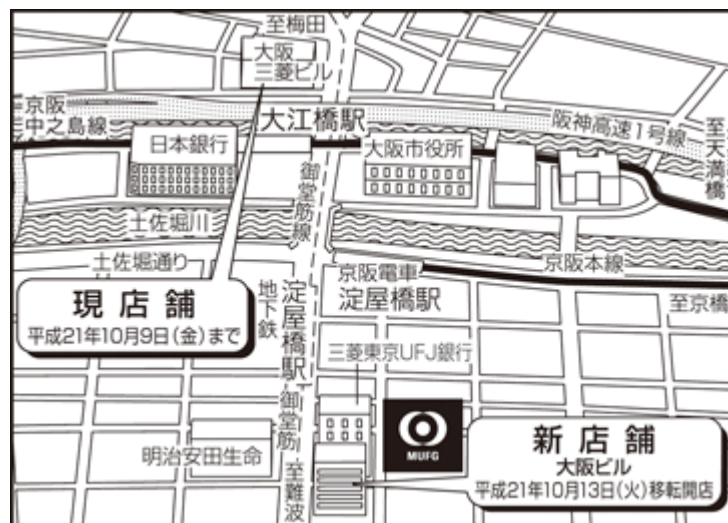 至梅田
大阪
三菱ビル
京阪
中之島線
大江橋駅
阪神高速1号線
至天満橋
日本銀行
大阪市役所
御堂筋線
土佐堀川
土佐堀通り
京阪電車
淀屋橋駅
京阪本線
至京橋
現店舗
平成21年10月9日(金)まで
地下鉄
淀屋橋駅
三菱東京UFJ銀行
御堂筋
明治安田生命
至難波
MUFG
新店舗
大阪ビル
平成21年10月13日(火)移転開店